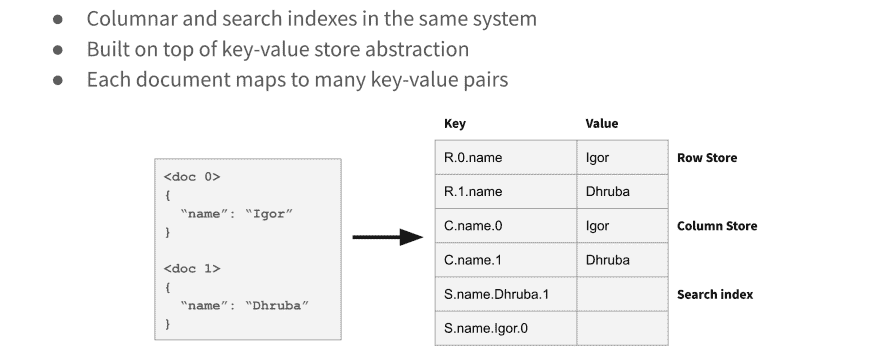 ● Columnar and search indexes in the same system
● Built on top of key-value store abstraction
● Each document maps to many key-value pairs
<doc 0>
{
“name”: “Igor”
}
<doc 1>
{
“name”: “Dhruba”
}
Key Value
R.0.name Igor Row Store
R.1.name Dhruba
C.name.0 Igor Column Store
C.name.1 Dhruba
S.name.Dhruba.1 Search index
S.name.Igor.0